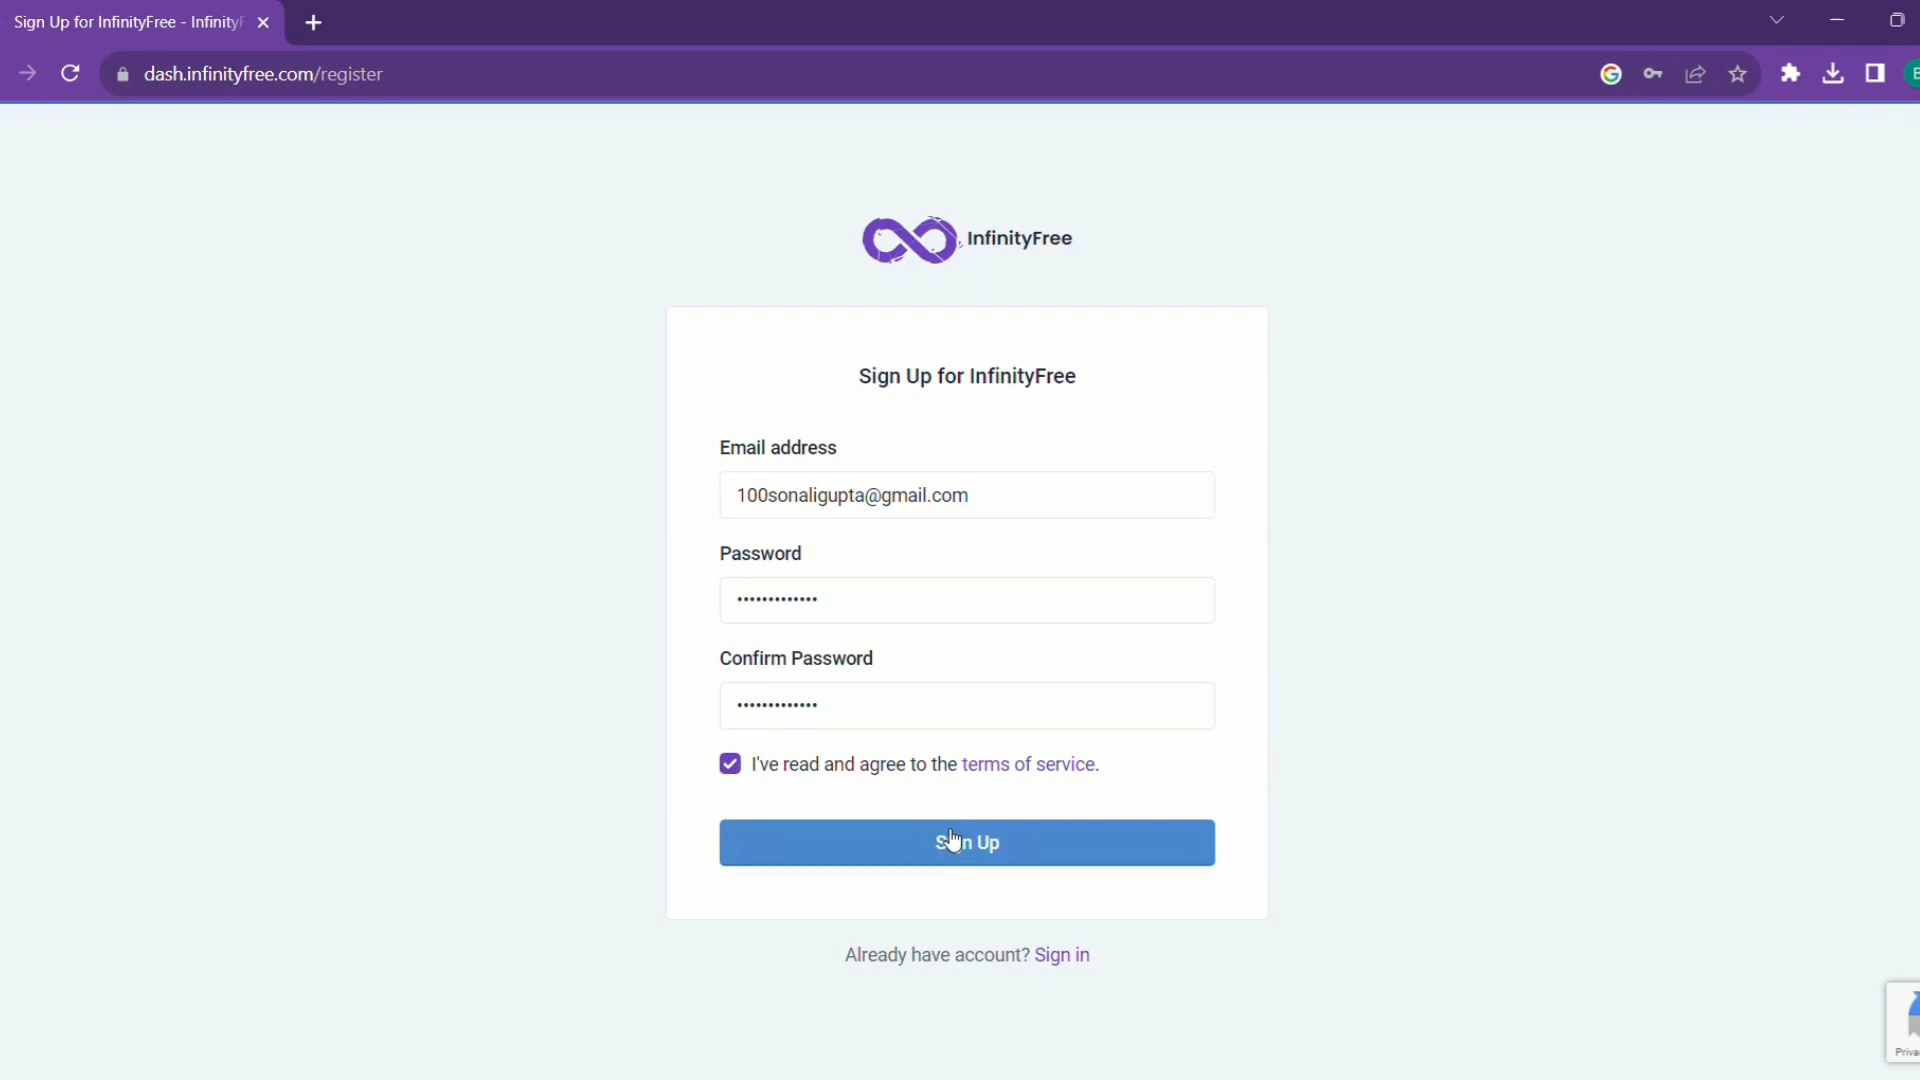 Sign Up for InfinityFree - Infinity
dash.infinityfree.com/register
InfinityFree
Sign Up for InfinityFree
Email address
100sonaligupta@gmail.com
Password
•••••••••••••
Confirm Password
•••••••••••••
I've read and agree to the terms of service.
Up
Already have account? Sign in